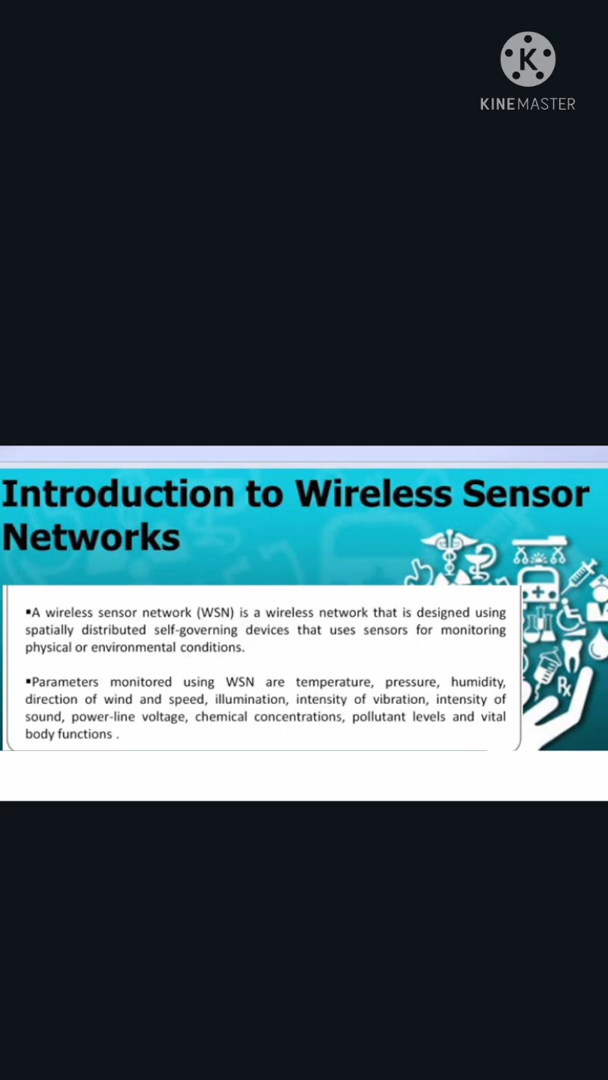 K
KINEMASTER
Introduction to Wireless Sensor
Networks
▪A wireless sensor network (WSN) is a wireless network that is designed using
spatially distributed self-governing devices that uses sensors for monitoring
physical or environmental conditions.
▪Parameters monitored using WSN are temperature, pressure, humidity,
direction of wind and speed, illumination, intensity of vibration, intensity of
sound, power-line voltage, chemical concentrations, pollutant levels and vital
body functions .
Rx